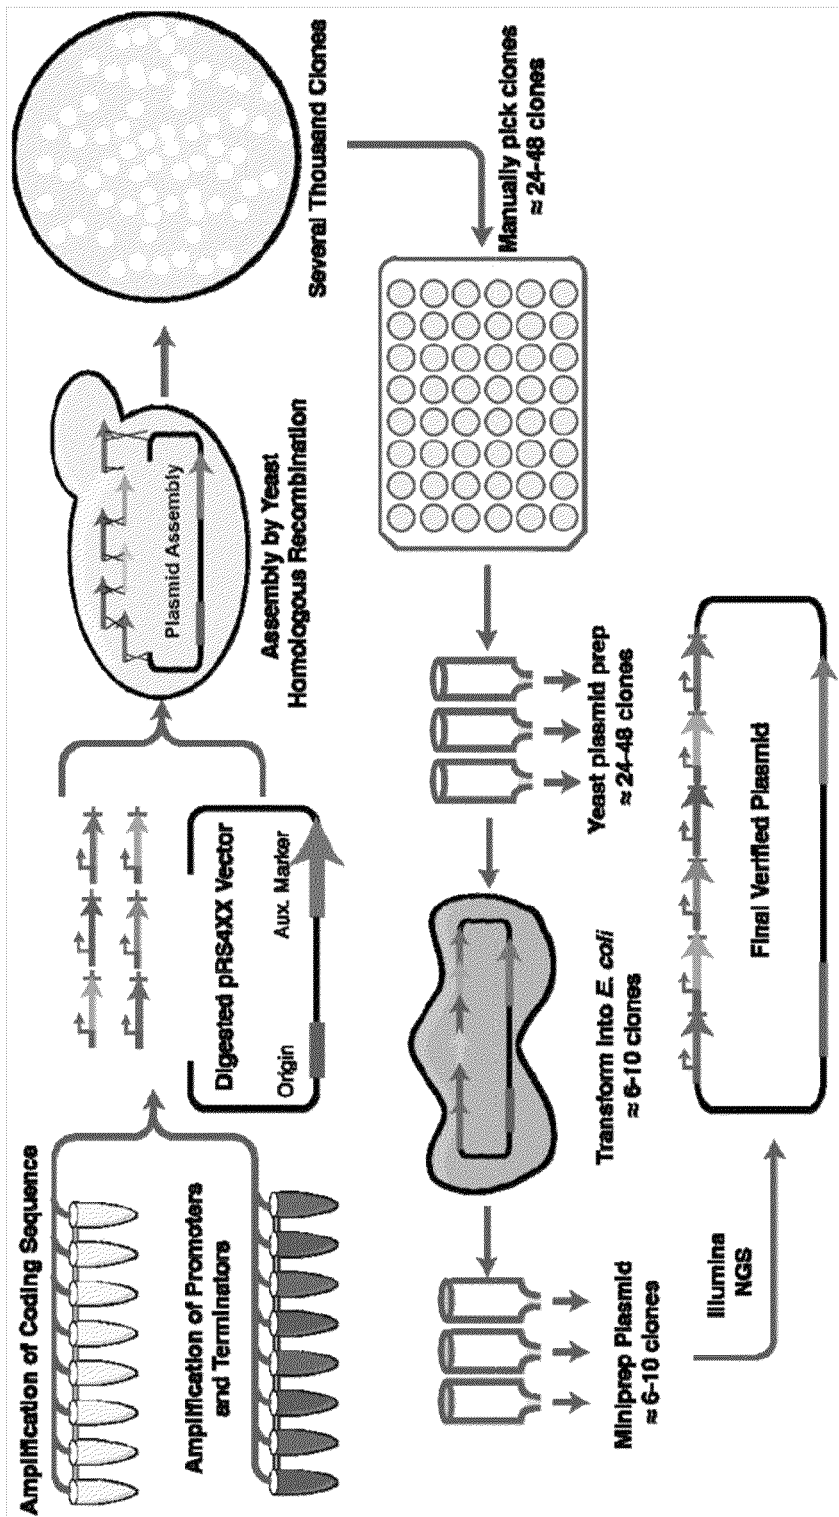 Amplification of Coding Sequence
Amplification of Promoters
and Terminators
Digested pRS4XX Vector
Origin
Aux. Marker
Plasmid Assembly
Assembly by Yeast
Homologous Recombination
Several Thousand Clones
Manually pick clones
≈ 24-48 clones
Yeast plasmid prep
≈ 24-48 clones
Transform into E. coli
≈ 6-10 clones
Miniprep Plasmid
≈ 6-10 clones
Illumina
NGS
Final Verified Plasmid